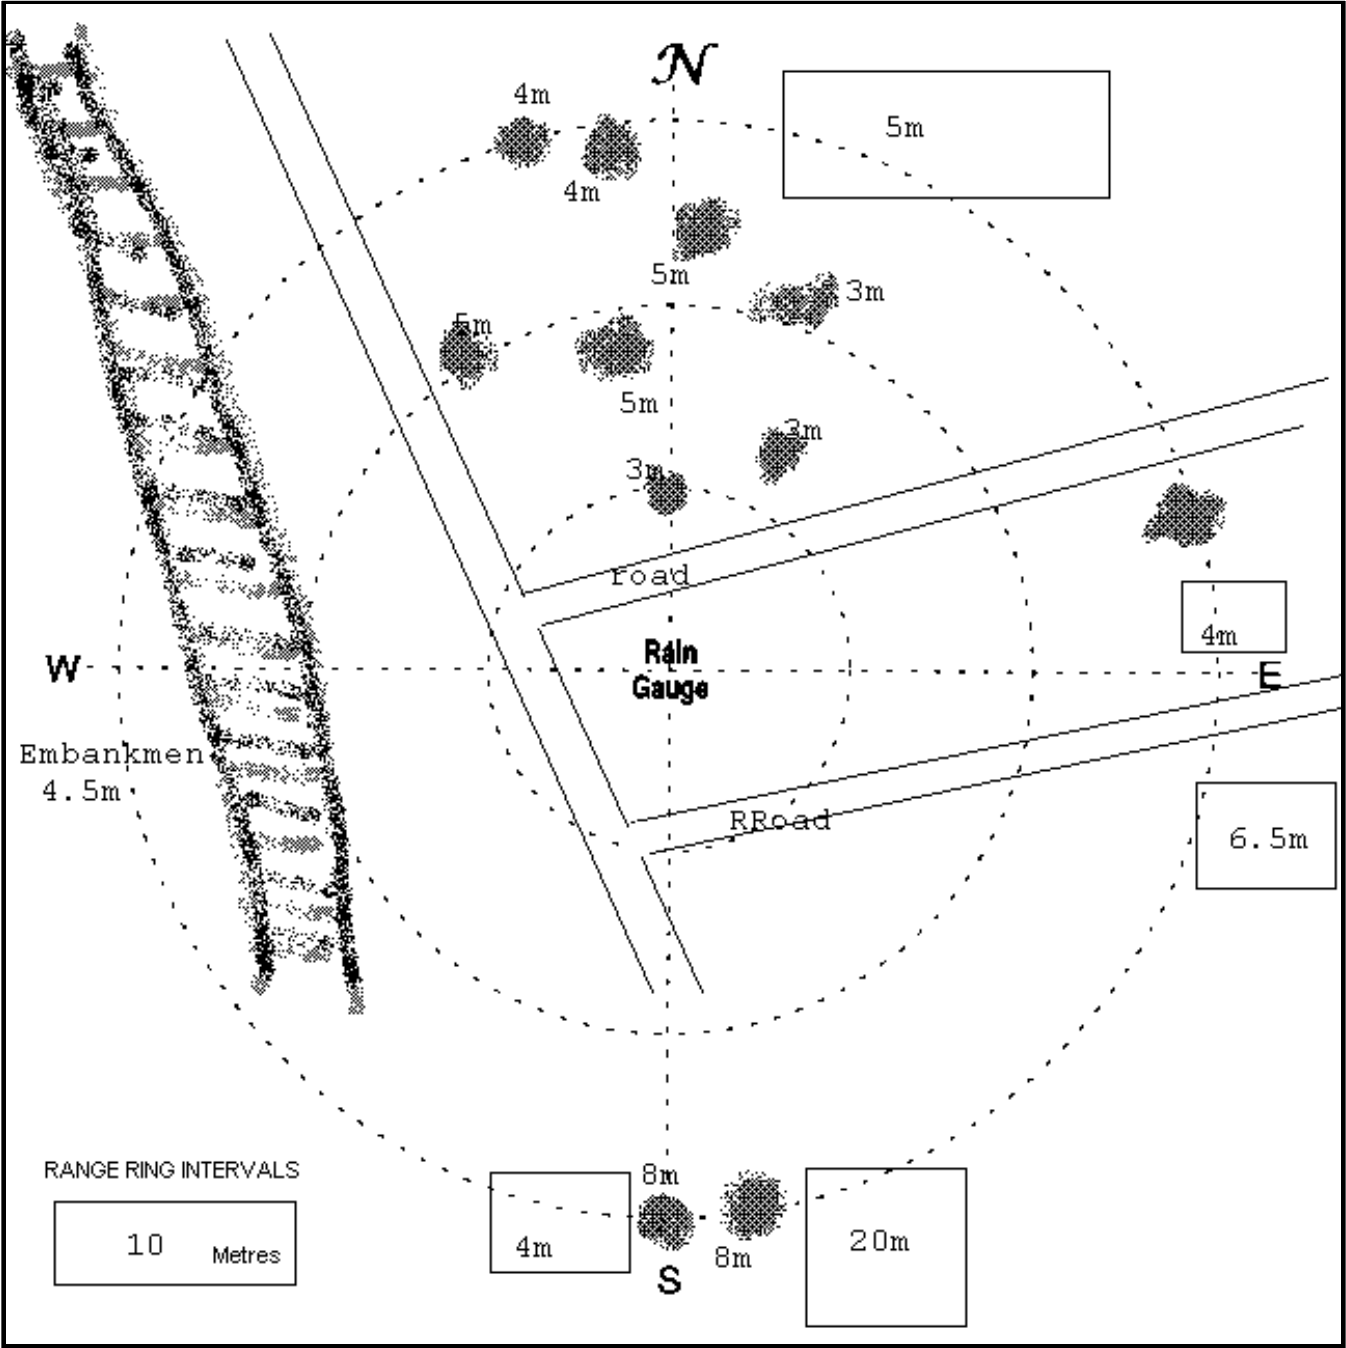 N
4m
5m
4m
5m
3m
5m
5m
3m
3m
road
4m
W
Rain
Gauge
E
Embankmen
4.5m
RRoad
6.5m
RANGE RING INTERVALS
10 Metres
8m
4m
8m
20m
S